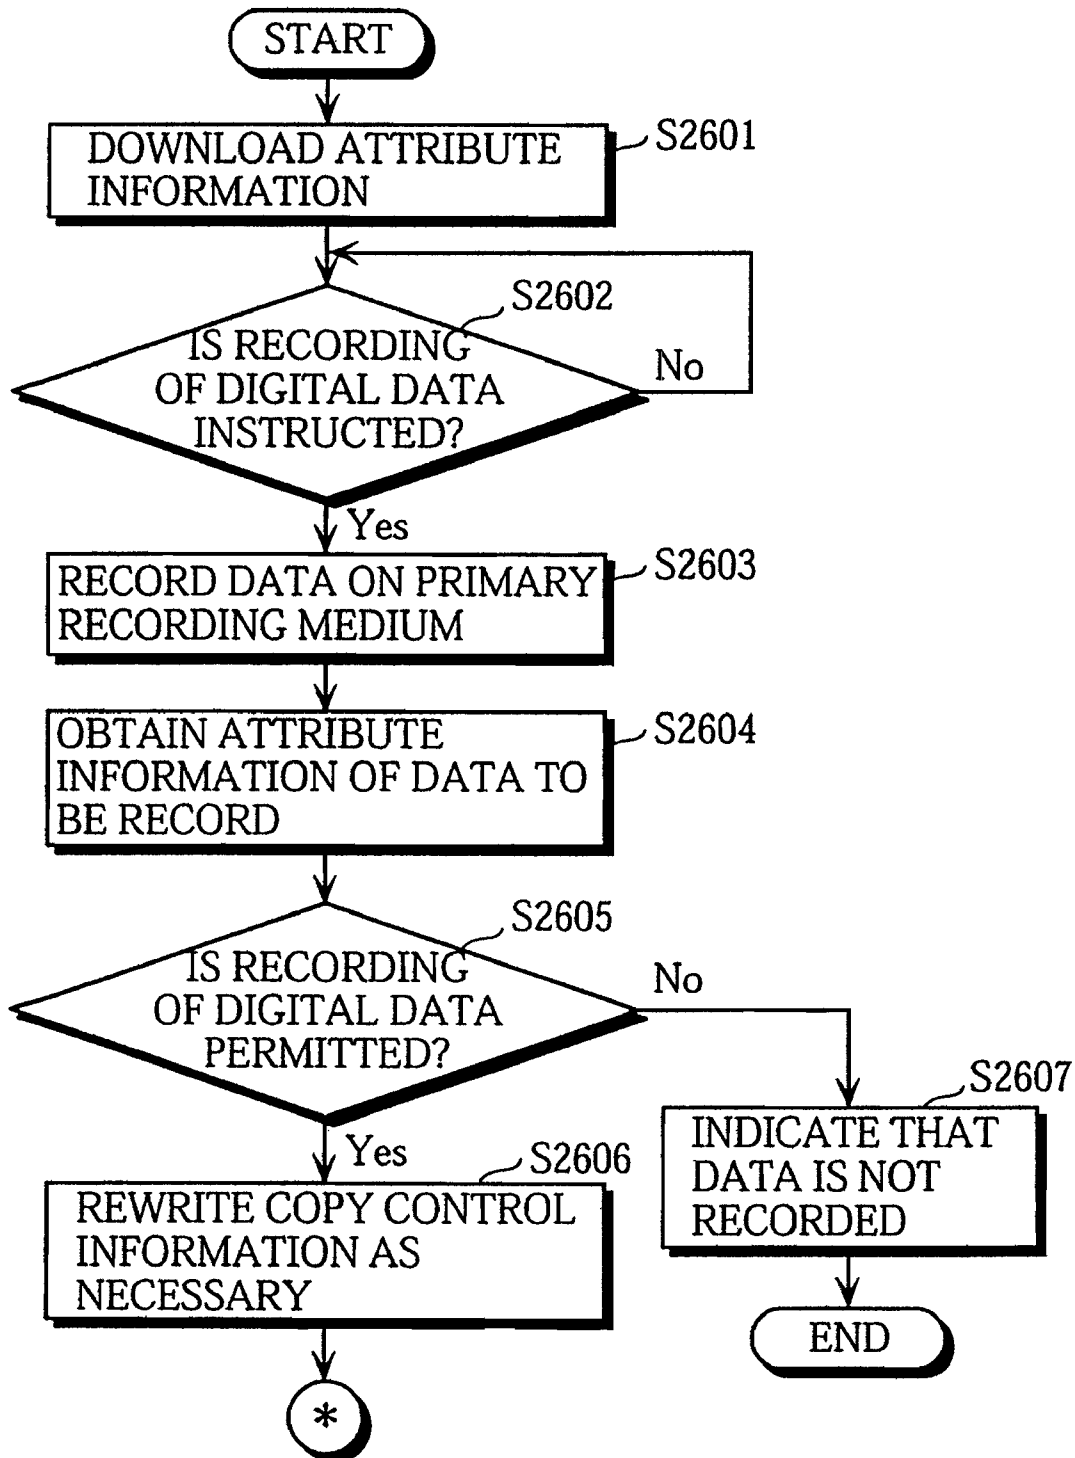 START
DOWNLOAD ATTRIBUTE
INFORMATION
S2601
S2602
IS RECORDING
OF DIGITAL DATA
INSTRUCTED?
No
Yes
RECORD DATA ON PRIMARY
RECORDING MEDIUM
S2603
OBTAIN ATTRIBUTE
INFORMATION OF DATA TO
BE RECORD
S2604
S2605
IS RECORDING
OF DIGITAL DATA
PERMITTED?
No
Yes
S2606
REWRITE COPY CONTROL
INFORMATION AS
NECESSARY
*
S2607
INDICATE THAT
DATA IS NOT
RECORDED
END